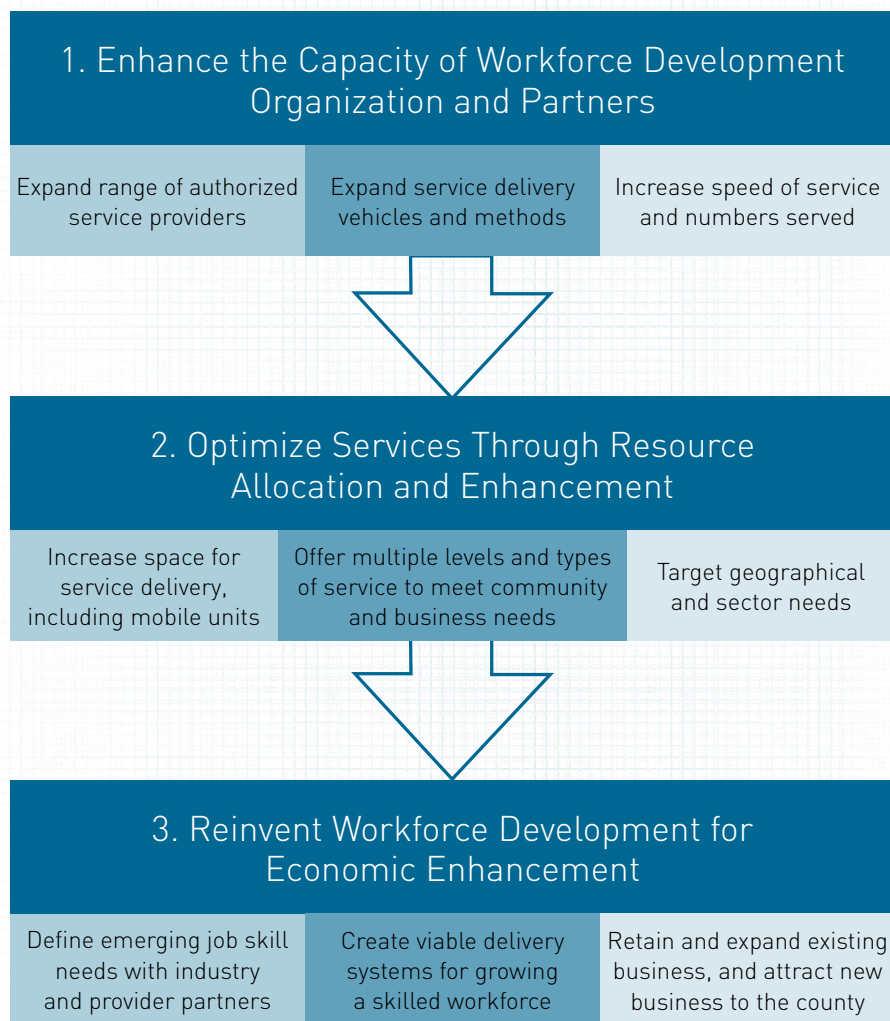 1. Enhance the Capacity of Workforce Development
Organization and Partners
Expand range of authorized
service providers
Expand service delivery
vehicles and methods
Increase speed of service
and numbers served
2. Optimize Services Through Resource
Allocation and Enhancement
Increase space for
service delivery,
including mobile units
Offer multiple levels and types
of service to meet community
and business needs
Target geographical
and sector needs
3. Reinvent Workforce Development for
Economic Enhancement
Define emerging job skill
needs with industry
and provider partners
Create viable delivery
systems for growing
a skilled workforce
Retain and expand existing
business, and attract new
business to the county